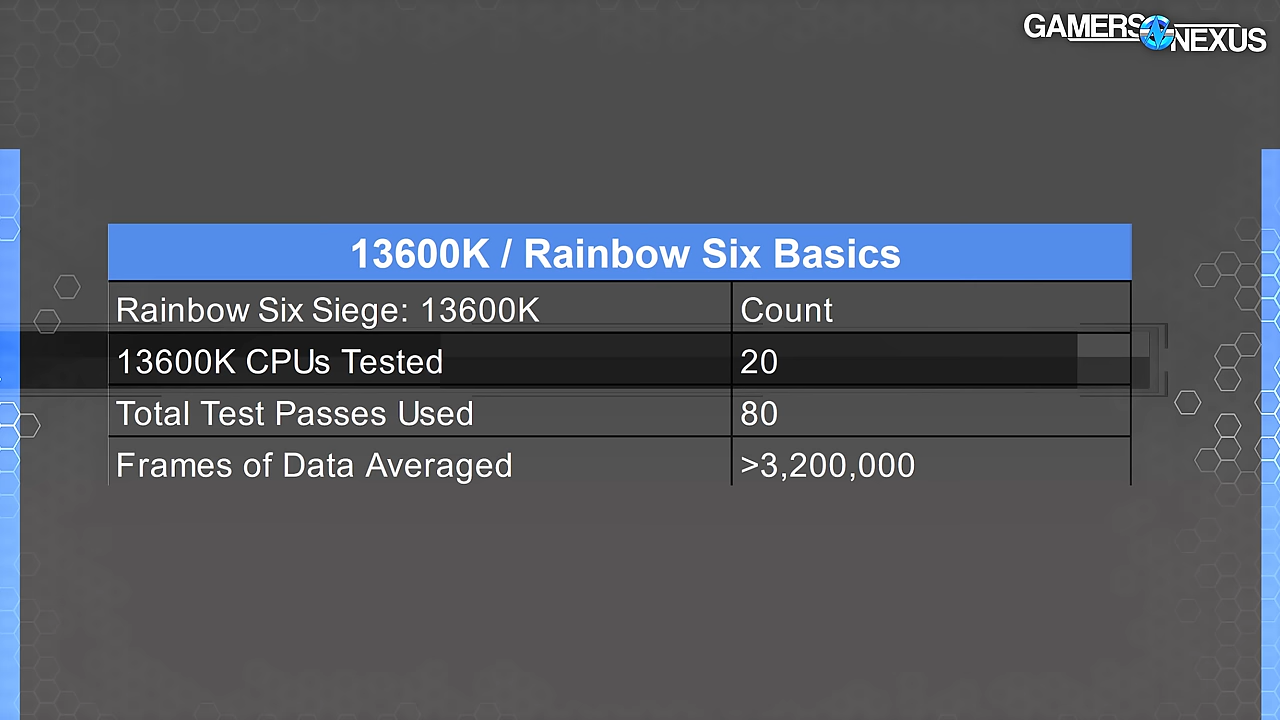 GAMERS NEXUS
13600K / Rainbow Six Basics
Rainbow Six Siege: 13600K Count
13600K CPUs Tested 20
Total Test Passes Used 80
Frames of Data Averaged >3,200,000